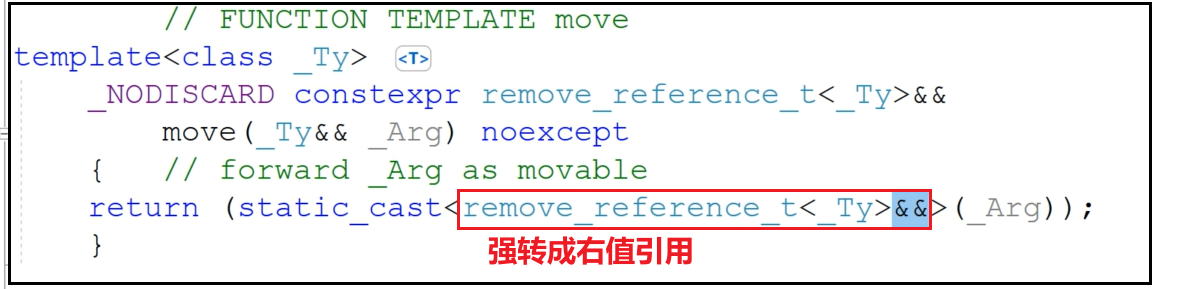 // FUNCTION TEMPLATE move
template<class _Ty> <T>
_NODISCARD constexpr remove_reference_t<_Ty>&&
move(_Ty&& _Arg) noexcept
{ // forward _Arg as movable
return (static_cast<remove_reference_t<_Ty>&&>(_Arg));
}
强转成右值引用